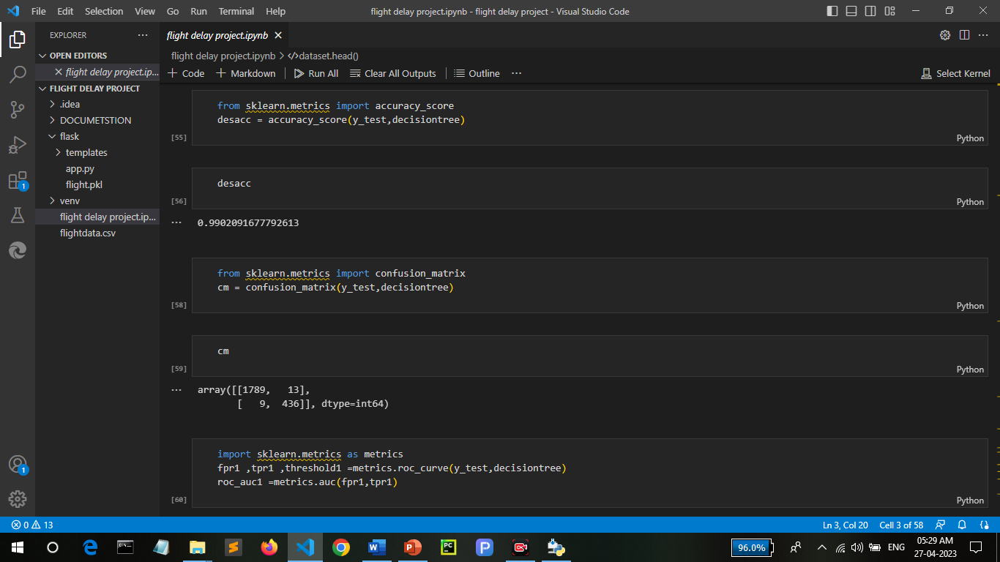 File Edit Selection View Go Run Terminal Help
flight delay project.ipynb - flight delay project - Visual Studio Code
EXPLORER
OPEN EDITORS
flight delay project.ip...
FLIGHT DELAY PROJECT
.idea
DOCUMETSTION
flask
templates
app.py
flight.pkl
venv
flight delay project.ip...
flightdata.csv
1
1
flight delay project.ipynb
flight delay project.ipynb > dataset.head()
+ Code + Markdown Run All Clear All Outputs Outline ... Select Kernel
from sklearn.metrics import accuracy_score
desacc = accuracy_score(y_test,decisiontree)
[55] Python
desacc
[56] Python
0.9902091677792613
from sklearn.metrics import confusion_matrix
cm = confusion_matrix(y_test,decisiontree)
[58] Python
cm
[59] Python
array([[1789, 13],
[ 9, 436]], dtype=int64)
import sklearn.metrics as metrics
fpr1 ,tpr1 ,threshold1 =metrics.roc_curve(y_test,decisiontree)
roc_auc1 =metrics.auc(fpr1,tpr1)
[60] Python
0 13 Ln 3, Col 20 Cell 3 of 58
96.0% ENG 05:29 AM
27-04-2023